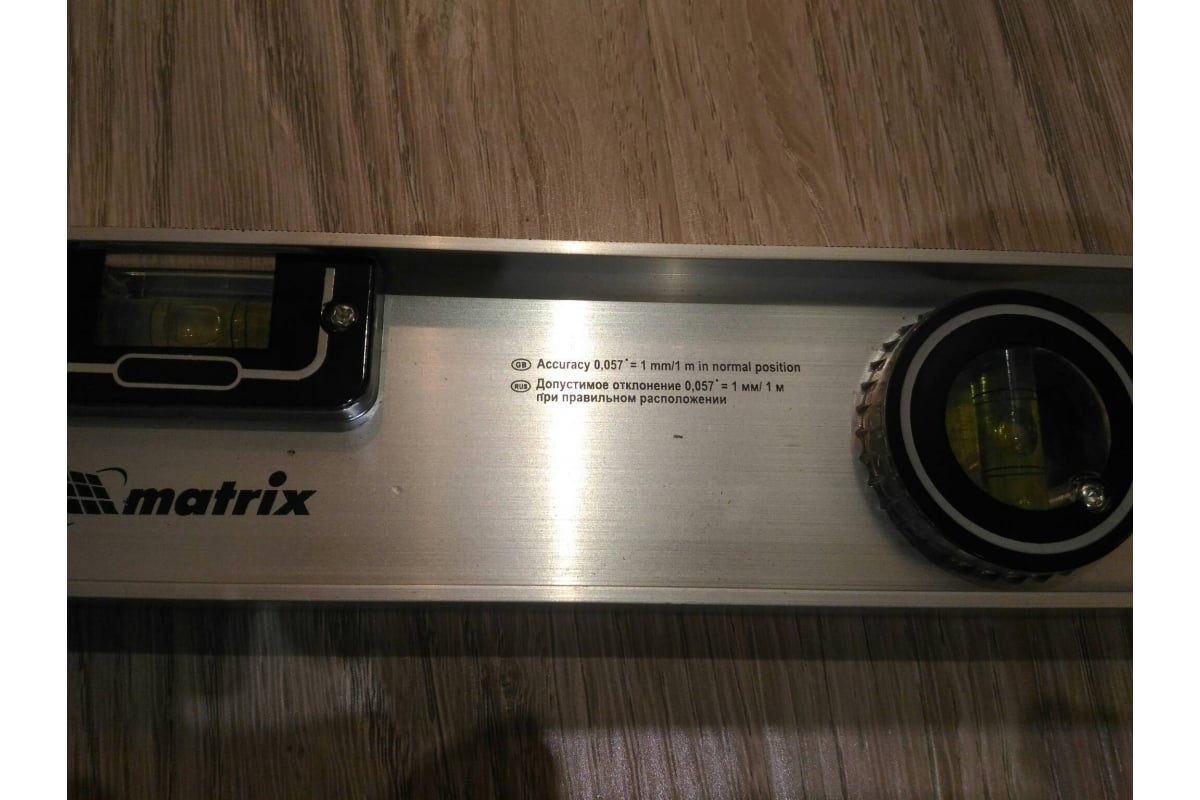 GB Accuracy 0,057° = 1 mm/1 m in normal position
RUS Допустимое отклонение 0,057° = 1 мм/ 1 м
при правильном расположении
matrix